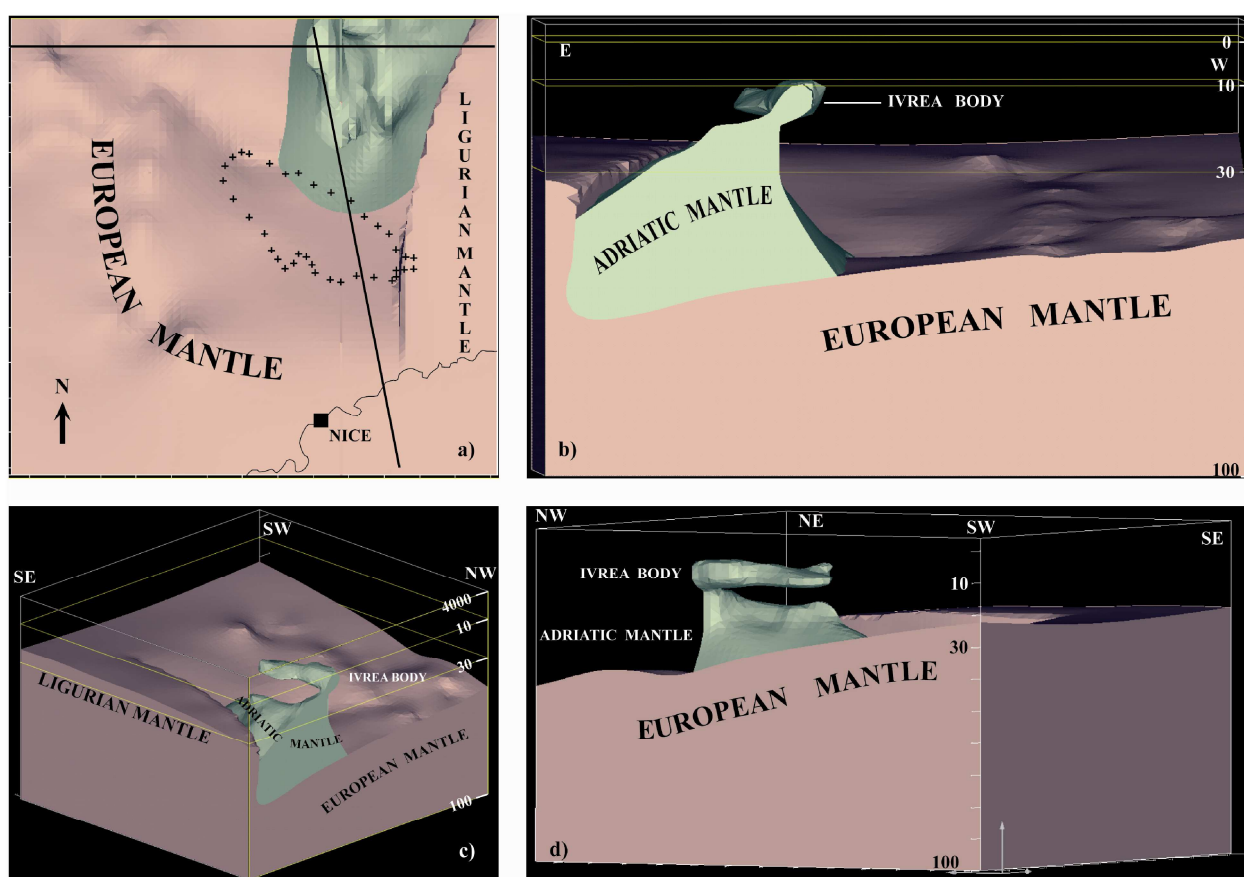 EUROPEAN MANTLE
LIGURIAN MANTLE
N
NICE
a)
E
0
W
10
IVREA BODY
30
ADRIATIC MANTLE
EUROPEAN MANTLE
b)
100
SW
SE
NW
4000
10
30
IVREA BODY
LIGURIAN MANTLE
ADRIATIC MANTLE
EUROPEAN MANTLE
100
c)
NW
NE
SW
SE
IVREA BODY
10
ADRIATIC MANTLE
30
EUROPEAN MANTLE
d)
100